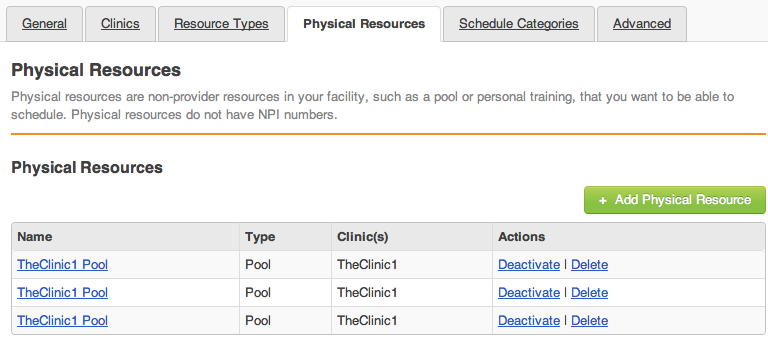 General Clinics Resource Types Physical Resources Schedule Categories Advanced
Physical Resources
Physical resources are non-provider resources in your facility, such as a pool or personal training, that you want to be able to
schedule. Physical resources do not have NPI numbers.
Physical Resources
+ Add Physical Resource
Name Type Clinic(s) Actions
TheClinic1 Pool Pool TheClinic1 Deactivate | Delete
TheClinic1 Pool Pool TheClinic1 Deactivate | Delete
TheClinic1 Pool Pool TheClinic1 Deactivate | Delete